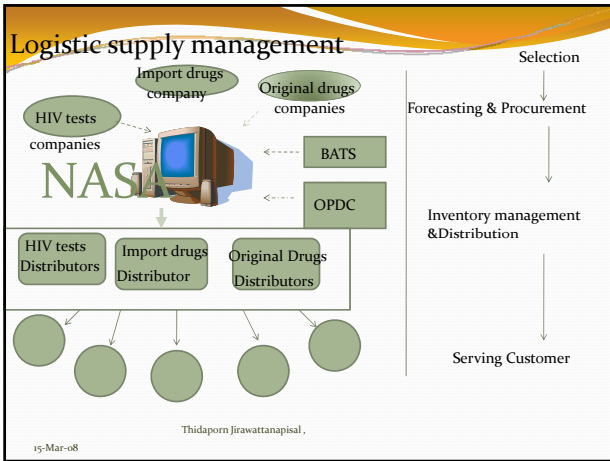 Logistic supply management
Import drugs
company
Original drugs
companies
HIV tests
companies
NASA
BATS
OPDC
HIV tests
Distributors
Import drugs
Distributor
Original Drugs
Distributors
Selection
Forecasting & Procurement
Inventory management
&Distribution
Serving Customer
Thidaporn Jirawattanapisal ,
15-Mar-08